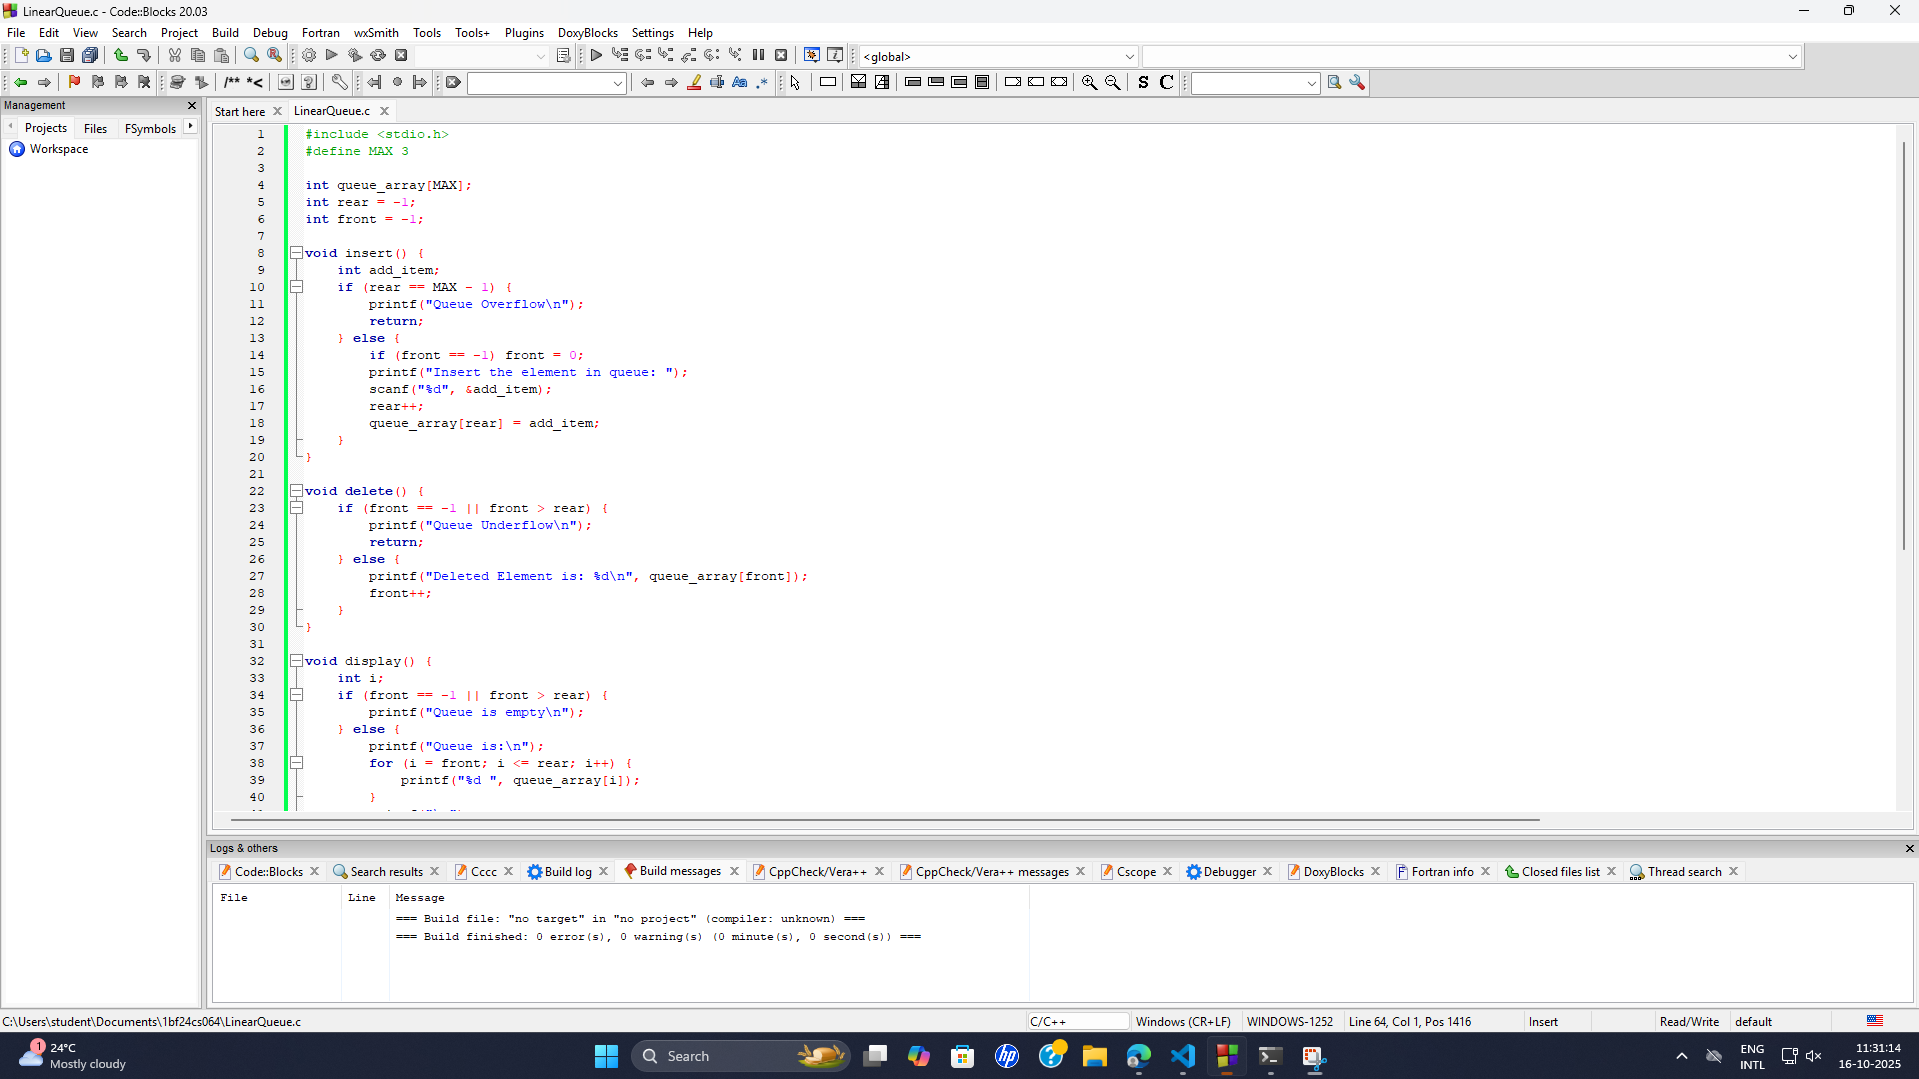 LinearQueue.c - Code::Blocks 20.03
File Edit View Search Project Build Debug Fortran wxSmith Tools Tools+ Plugins DoxyBlocks Settings Help
<global>
/** *<
Aa .*
S C
Management
Projects Files FSymbols
Workspace
Start here LinearQueue.c
1 #include <stdio.h>
2 #define MAX 3
3
4 int queue_array[MAX];
5 int rear = -1;
6 int front = -1;
7
8 void insert() {
9     int add_item;
10     if (rear == MAX - 1) {
11         printf("Queue Overflow\n");
12         return;
13     } else {
14         if (front == -1) front = 0;
15         printf("Insert the element in queue: ");
16         scanf("%d", &add_item);
17         rear++;
18         queue_array[rear] = add_item;
19     }
20 }
21
22 void delete() {
23     if (front == -1 || front > rear) {
24         printf("Queue Underflow\n");
25         return;
26     } else {
27         printf("Deleted Element is: %d\n", queue_array[front]);
28         front++;
29     }
30 }
31
32 void display() {
33     int i;
34     if (front == -1 || front > rear) {
35         printf("Queue is empty\n");
36     } else {
37         printf("Queue is:\n");
38         for (i = front; i <= rear; i++) {
39             printf("%d ", queue_array[i]);
40         }
Logs & others
Code::Blocks Search results Cccc Build log Build messages CppCheck/Vera++ CppCheck/Vera++ messages Cscope Debugger DoxyBlocks Fortran info Closed files list Thread search
File Line Message
=== Build file: "no target" in "no project" (compiler: unknown) ===
=== Build finished: 0 error(s), 0 warning(s) (0 minute(s), 0 second(s)) ===
C:\Users\student\Documents\1bf24cs064\LinearQueue.c C/C++ Windows (CR+LF) WINDOWS-1252 Line 64, Col 1, Pos 1416 Insert Read/Write default
1
24°C
Mostly cloudy
Search
hp
ENG
INTL
11:31:14
16-10-2025